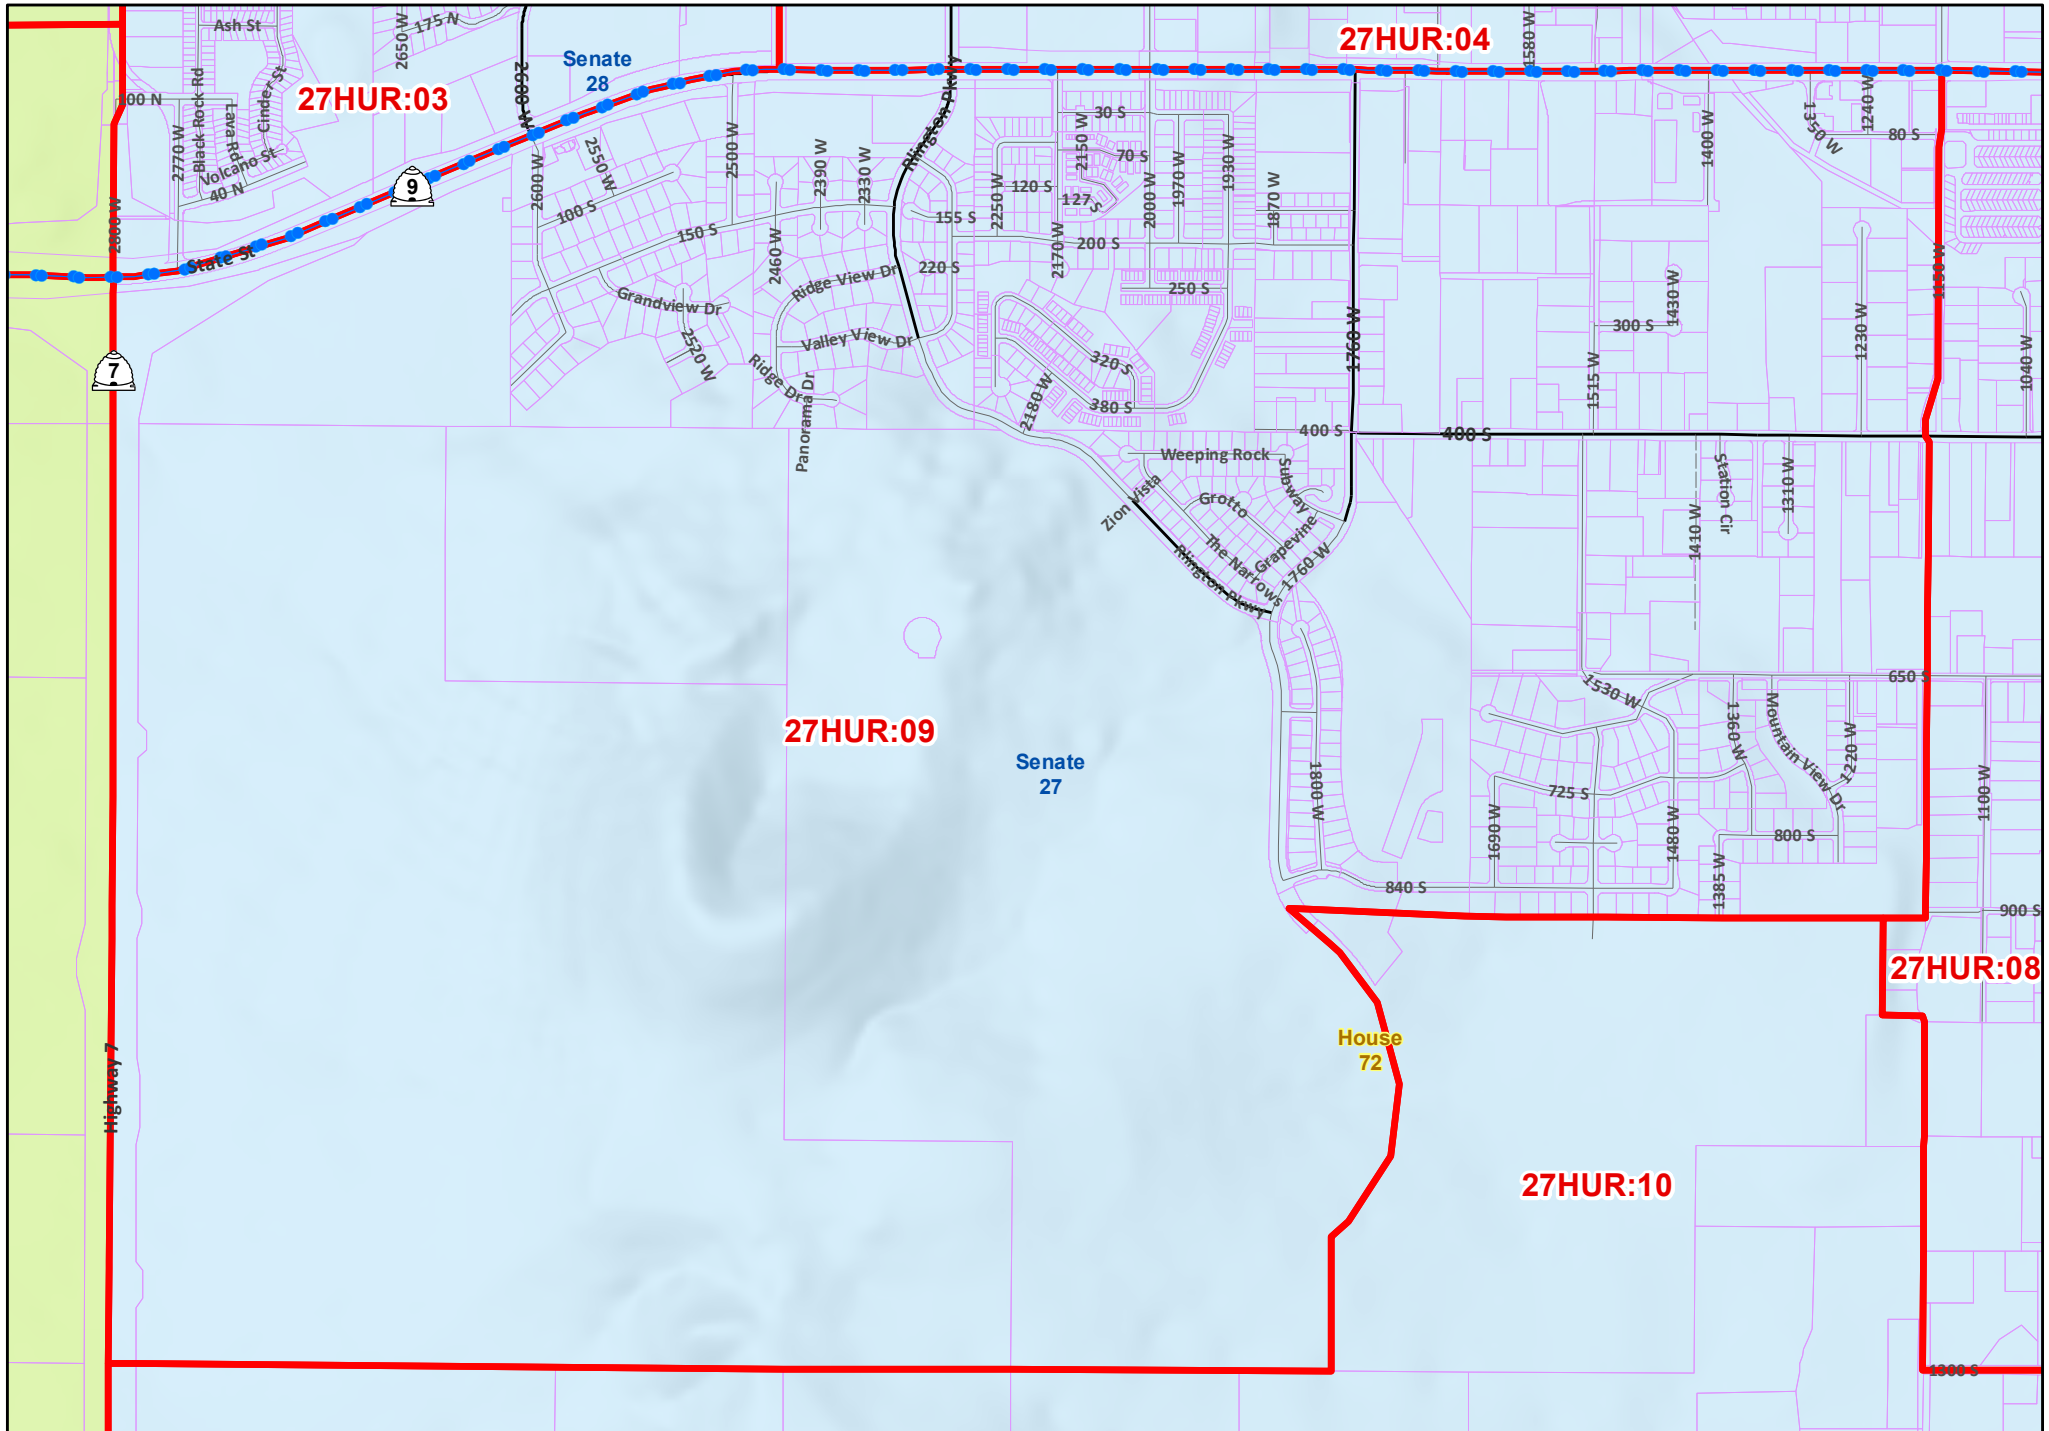 Ash St
2650 W
175 N
27HUR:04
1580 W
Senate
28
2600 W
Rlington Pkwy
27HUR:03
Black Rock Rd
Cinder St
Lava Rd
100 N
2770 W
Volcano St
40 N
9
2800 W
State St
7
2600 W
2550 W
100 S
2500 W
150 S
2390 W
2330 W
2460 W
Ridge View Dr
Grandview Dr
2520 W
Valley View Dr
Ridge Dr
Panorama Dr
155 S
220 S
2250 W
30 S
2150 W
70 S
120 S
127 S
2000 W
19970 W
1930 W
1870 W
2170 W
200 S
250 S
320 S
380 S
2180 W
1760 W
1400 W
1350 W
1240 W
80 S
1150 W
1430 W
300 S
1515 W
1230 W
1040 W
400 S
400 S
Weeping Rock
Subway
Zion Vista
Grotto
The Narrows
Grapevine
1760 W
Rlington Pkwy
Station Cir
1310 W
1410 W
650 S
1530 W
1360 W
Mountain View Dr
1220 W
27HUR:09
Senate
27
1800 W
725 S
1690 W
1480 W
800 S
1385 W
840 S
1100 W
900 S
27HUR:08
House
72
Highway 7
27HUR:10
1300 S